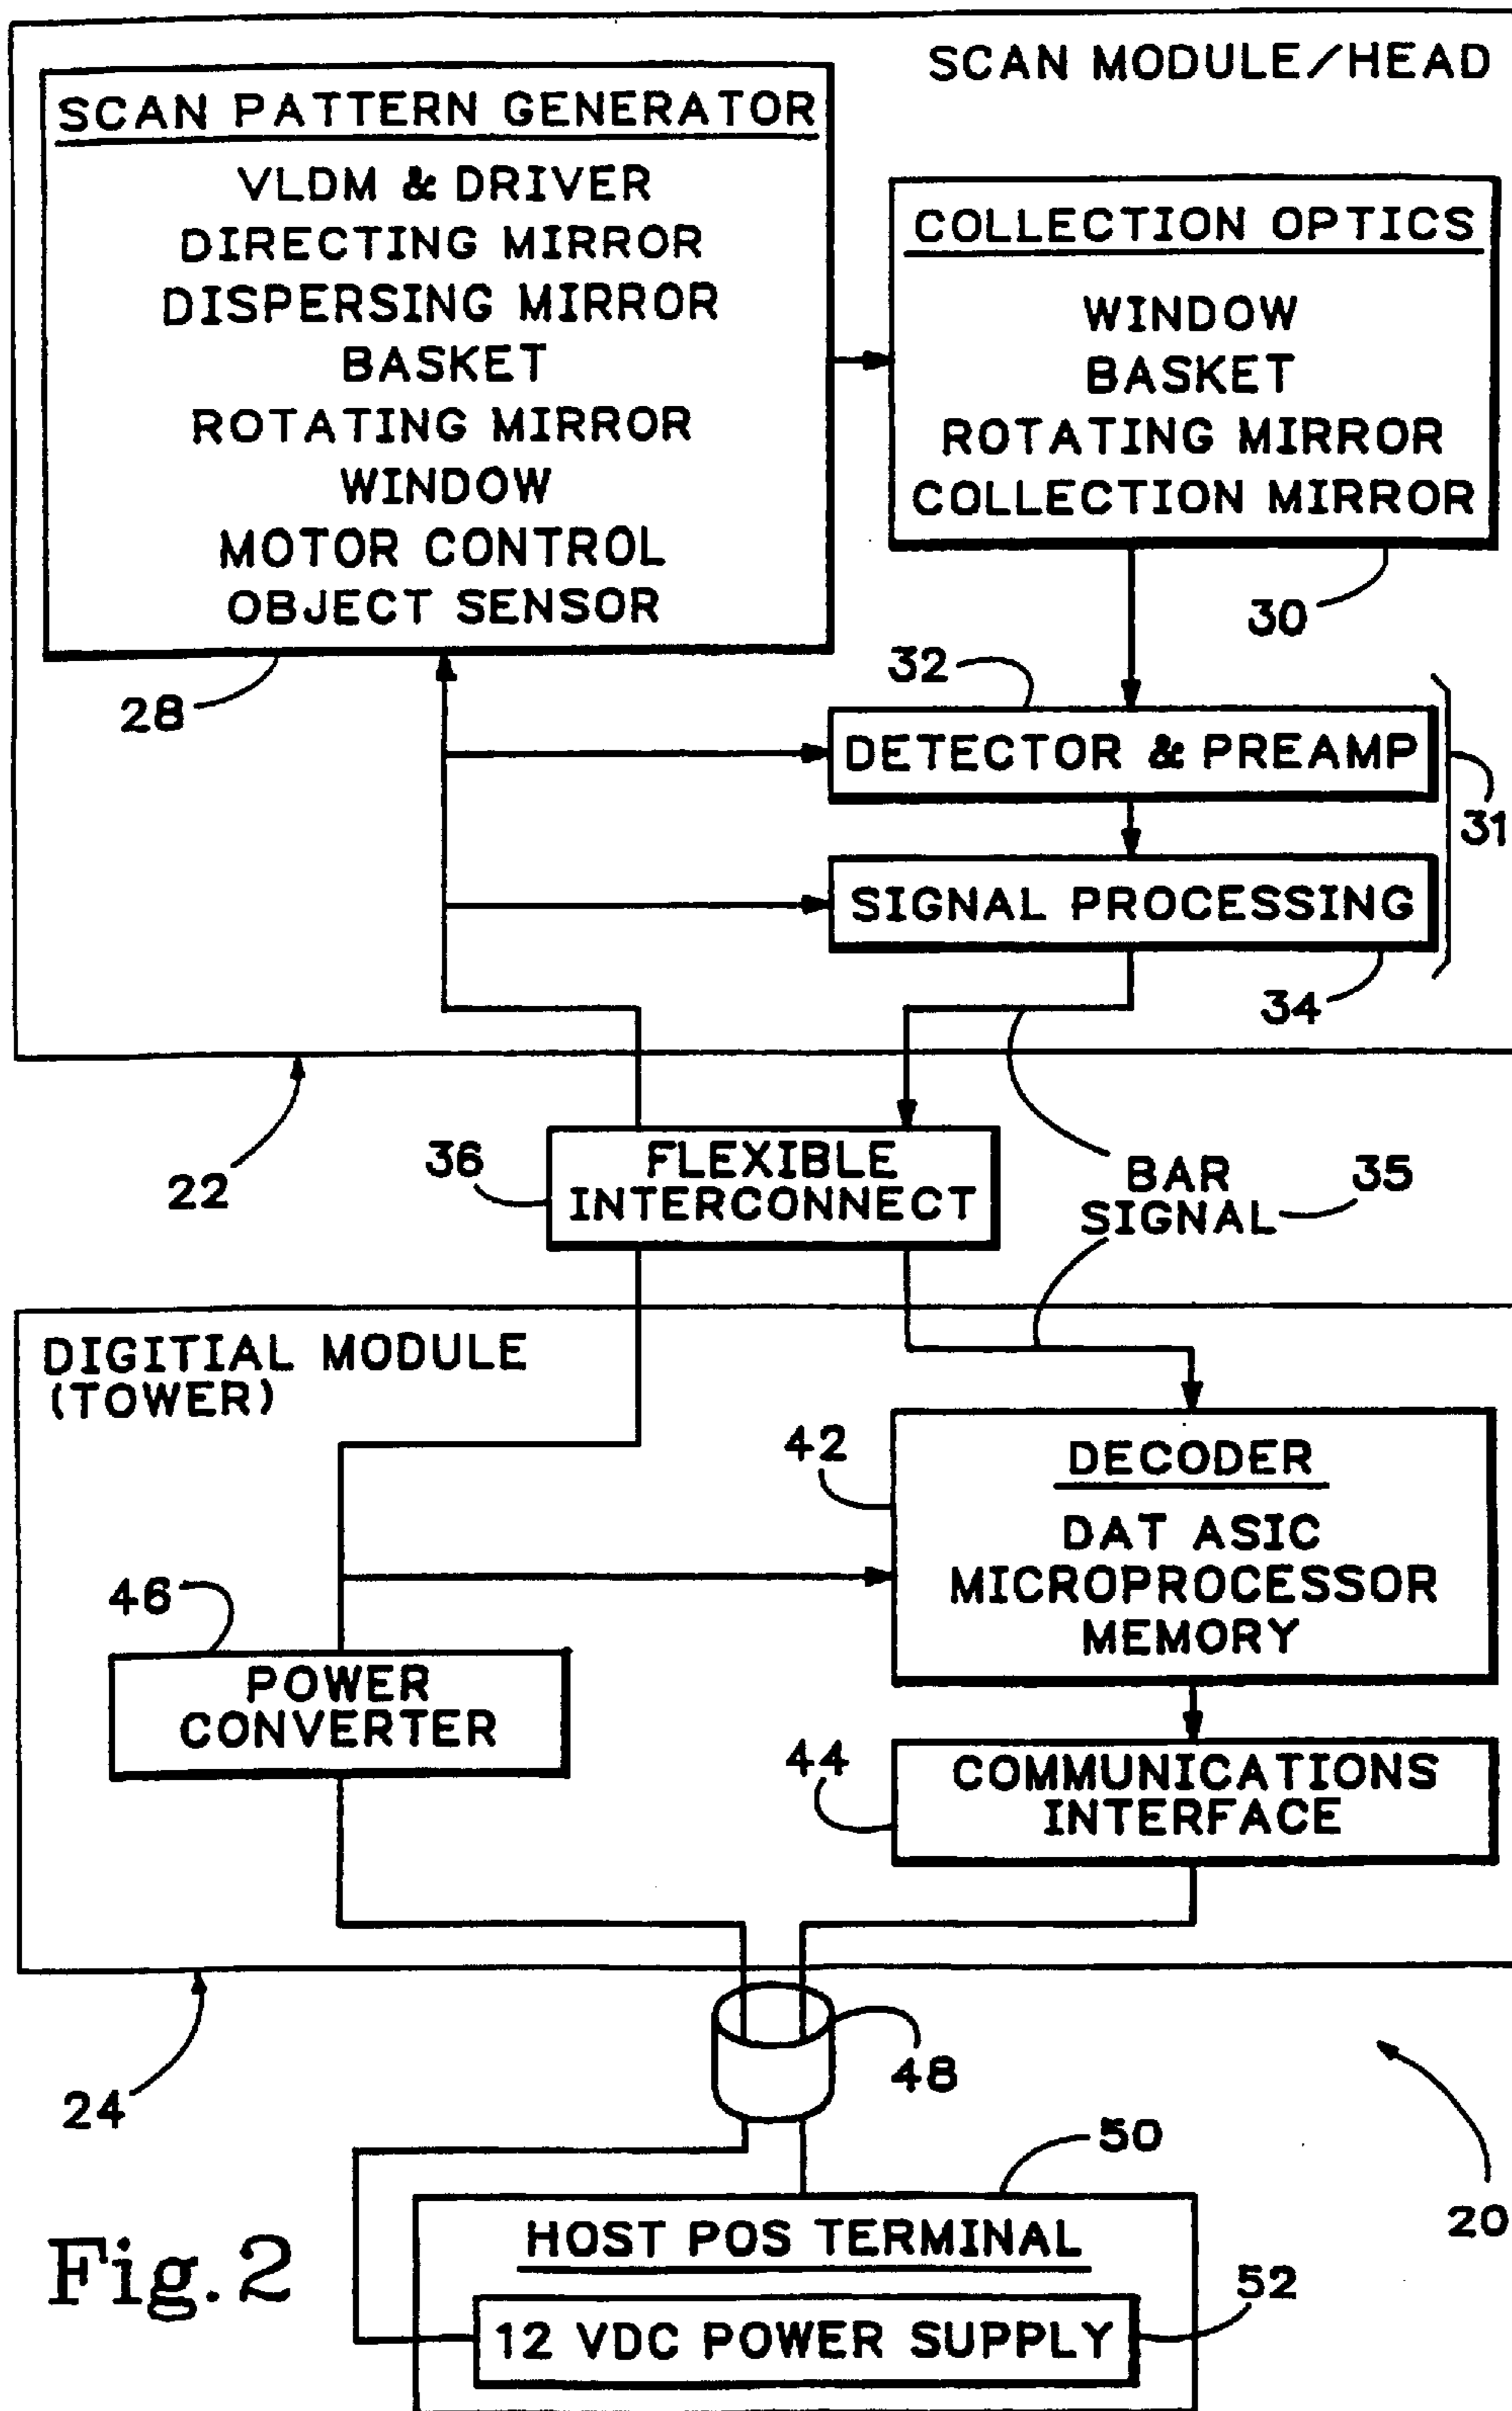 SCAN MODULE/HEAD
SCAN PATTERN GENERATOR
VLDM & DRIVER
DIRECTING MIRROR
DISPERSING MIRROR
BASKET
ROTATING MIRROR
WINDOW
MOTOR CONTROL
OBJECT SENSOR
28
COLLECTION OPTICS
WINDOW
BASKET
ROTATING MIRROR
COLLECTION MIRROR
30
32
DETECTOR & PREAMP
31
SIGNAL PROCESSING
34
22
36
FLEXIBLE
INTERCONNECT
BAR
SIGNAL
35
DIGITIAL MODULE
(TOWER)
42
DECODER
DAT ASIC
MICROPROCESSOR
MEMORY
46
POWER
CONVERTER
44
COMMUNICATIONS
INTERFACE
24
48
50
20
HOST POS TERMINAL
52
12 VDC POWER SUPPLY
Fig. 2